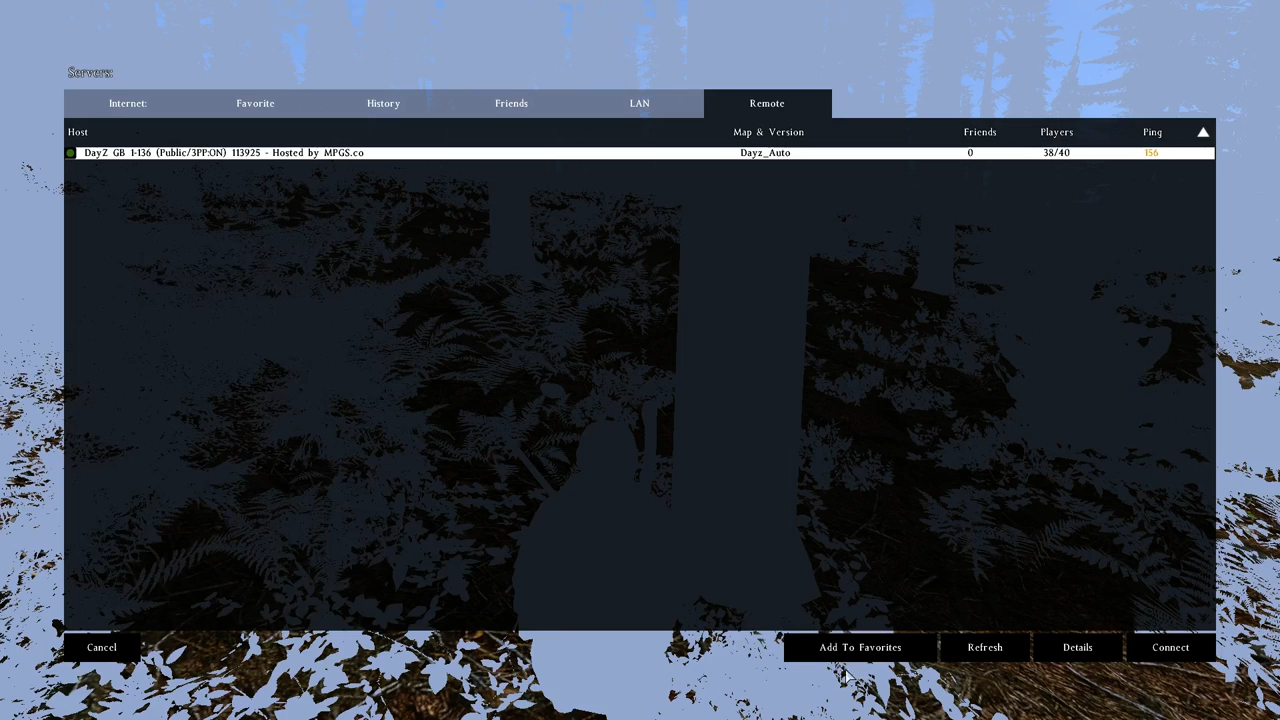 Servers:
Internet: Favorite History Friends LAN Remote
Host Map & Version Friends Players Ping
DayZ GB 1-136 (Public/3PP:ON) 113925 - Hosted by MPGS.co Dayz_Auto 0 38/40 156
Cancel Add To Favorites Refresh Details Connect